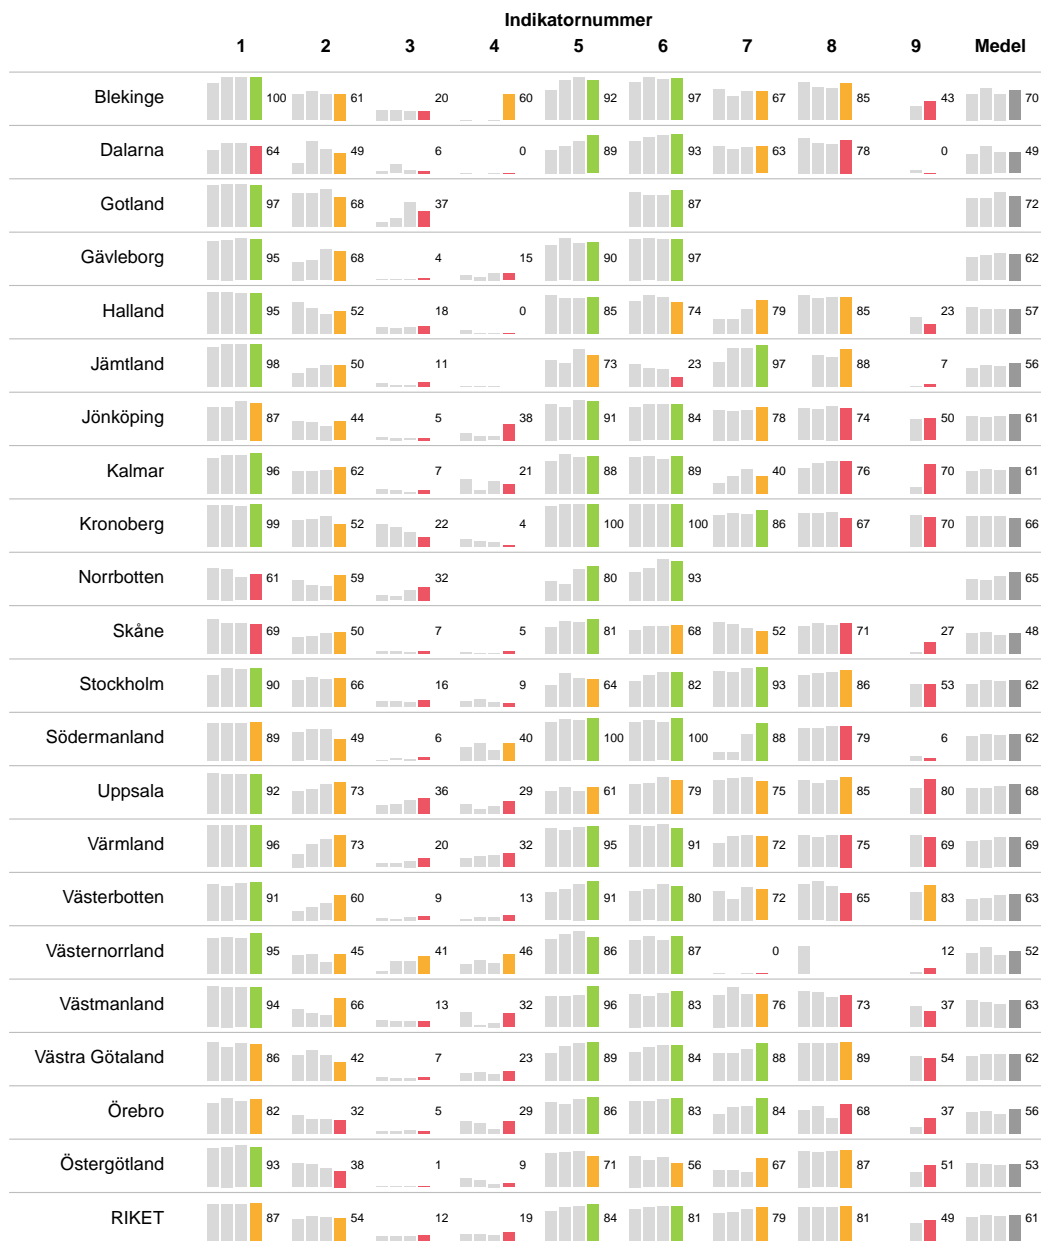 Indikatornummer
1 2 3 4 5 6 7 8 9 Medel
Blekinge 100 61 20 60 92 97 67 85 43 70
Dalarna 64 49 6 0 89 93 63 78 0 49
Gotland 97 68 37 87 72
Gävleborg 95 68 4 15 90 97 62
Halland 95 52 18 0 85 74 79 85 23 57
Jämtland 98 50 11 73 23 97 88 7 56
Jönköping 87 44 5 38 91 84 78 74 50 61
Kalmar 96 62 7 21 88 89 40 76 70 61
Kronoberg 99 52 22 4 100 100 86 67 70 66
Norrbotten 61 59 32 80 93 65
Skåne 69 50 7 5 81 68 52 71 27 48
Stockholm 90 66 16 9 64 82 93 86 53 62
Södermanland 89 49 6 40 100 100 88 79 6 62
Uppsala 92 73 36 29 61 79 75 85 80 68
Värmland 96 73 20 32 95 91 72 75 69 69
Västerbotten 91 60 9 13 91 80 72 65 83 63
Västernorrland 95 45 41 46 86 87 0 0 12 52
Västmanland 94 66 13 32 96 83 76 73 37 63
Västra Götaland 86 42 7 23 89 84 88 89 54 62
Örebro 82 32 5 29 86 83 84 68 37 56
Östergötland 93 38 1 9 71 56 67 87 51 53
RIKET 87 54 12 19 84 81 79 81 49 61